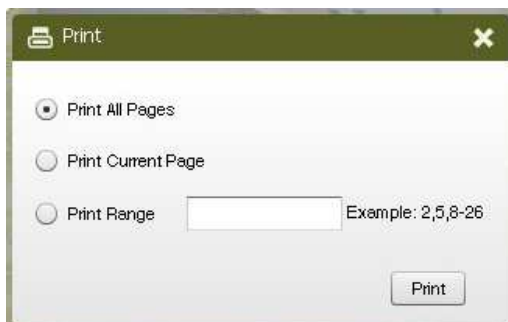 Print
Print All Pages
Print Current Page
Print Range Example: 2,5,8-26
Print